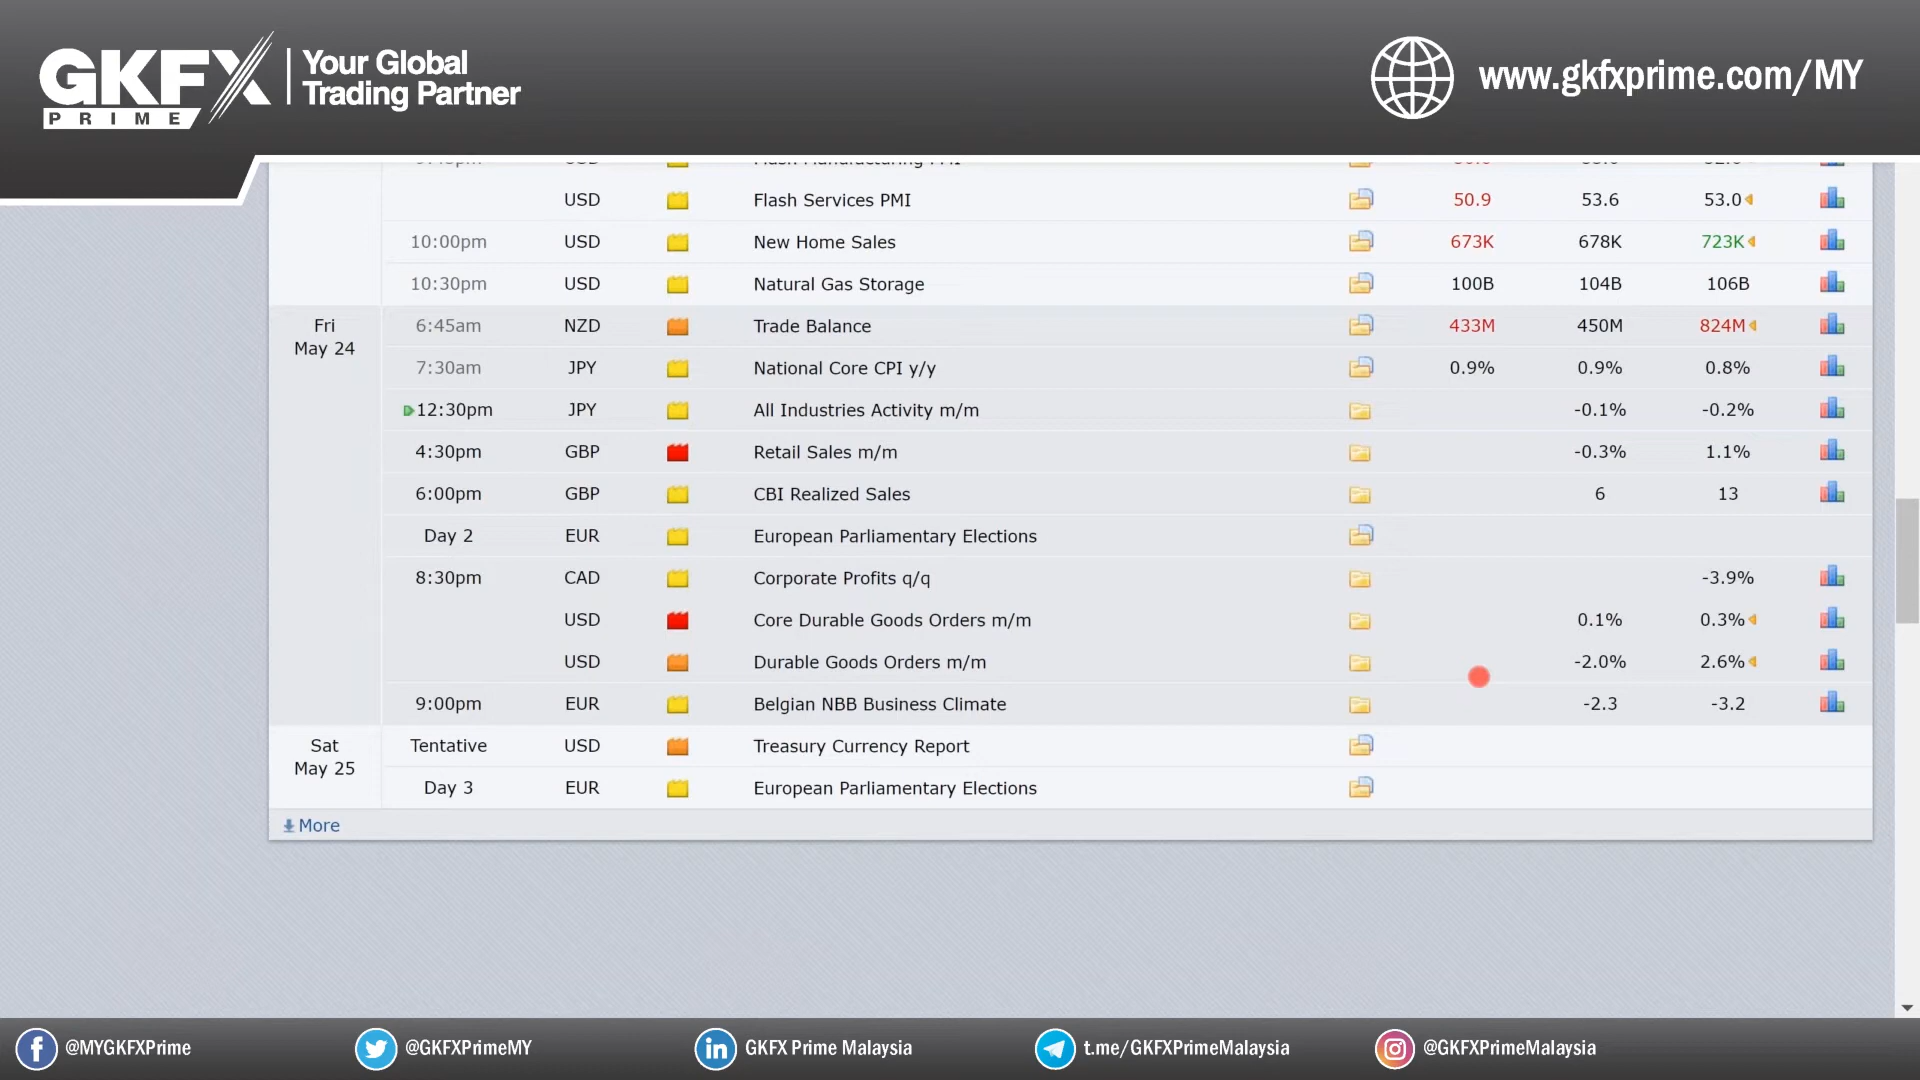 GKFX
PRIME
Your Global
Trading Partner
www.gkfxprime.com/MY
USD Flash Services PMI 50.9 53.6 53.0
10:00pm USD New Home Sales 673K 678K 723K
10:30pm USD Natural Gas Storage 100B 104B 106B
Fri
May 24
6:45am NZD Trade Balance 433M 450M 824M
7:30am JPY National Core CPI y/y 0.9% 0.9% 0.8%
12:30pm JPY All Industries Activity m/m -0.1% -0.2%
4:30pm GBP Retail Sales m/m -0.3% 1.1%
6:00pm GBP CBI Realized Sales 6 13
Day 2 EUR European Parliamentary Elections
8:30pm CAD Corporate Profits q/q -3.9%
USD Core Durable Goods Orders m/m 0.1% 0.3%
USD Durable Goods Orders m/m -2.0% 2.6%
9:00pm EUR Belgian NBB Business Climate -2.3 -3.2
Sat
May 25
Tentative USD Treasury Currency Report
Day 3 EUR European Parliamentary Elections
More
@MYGKFXPrime
@GKFXPrimeMY
GKFX Prime Malaysia
t.me/GKFXPrimeMalaysia
@GKFXPrimeMalaysia